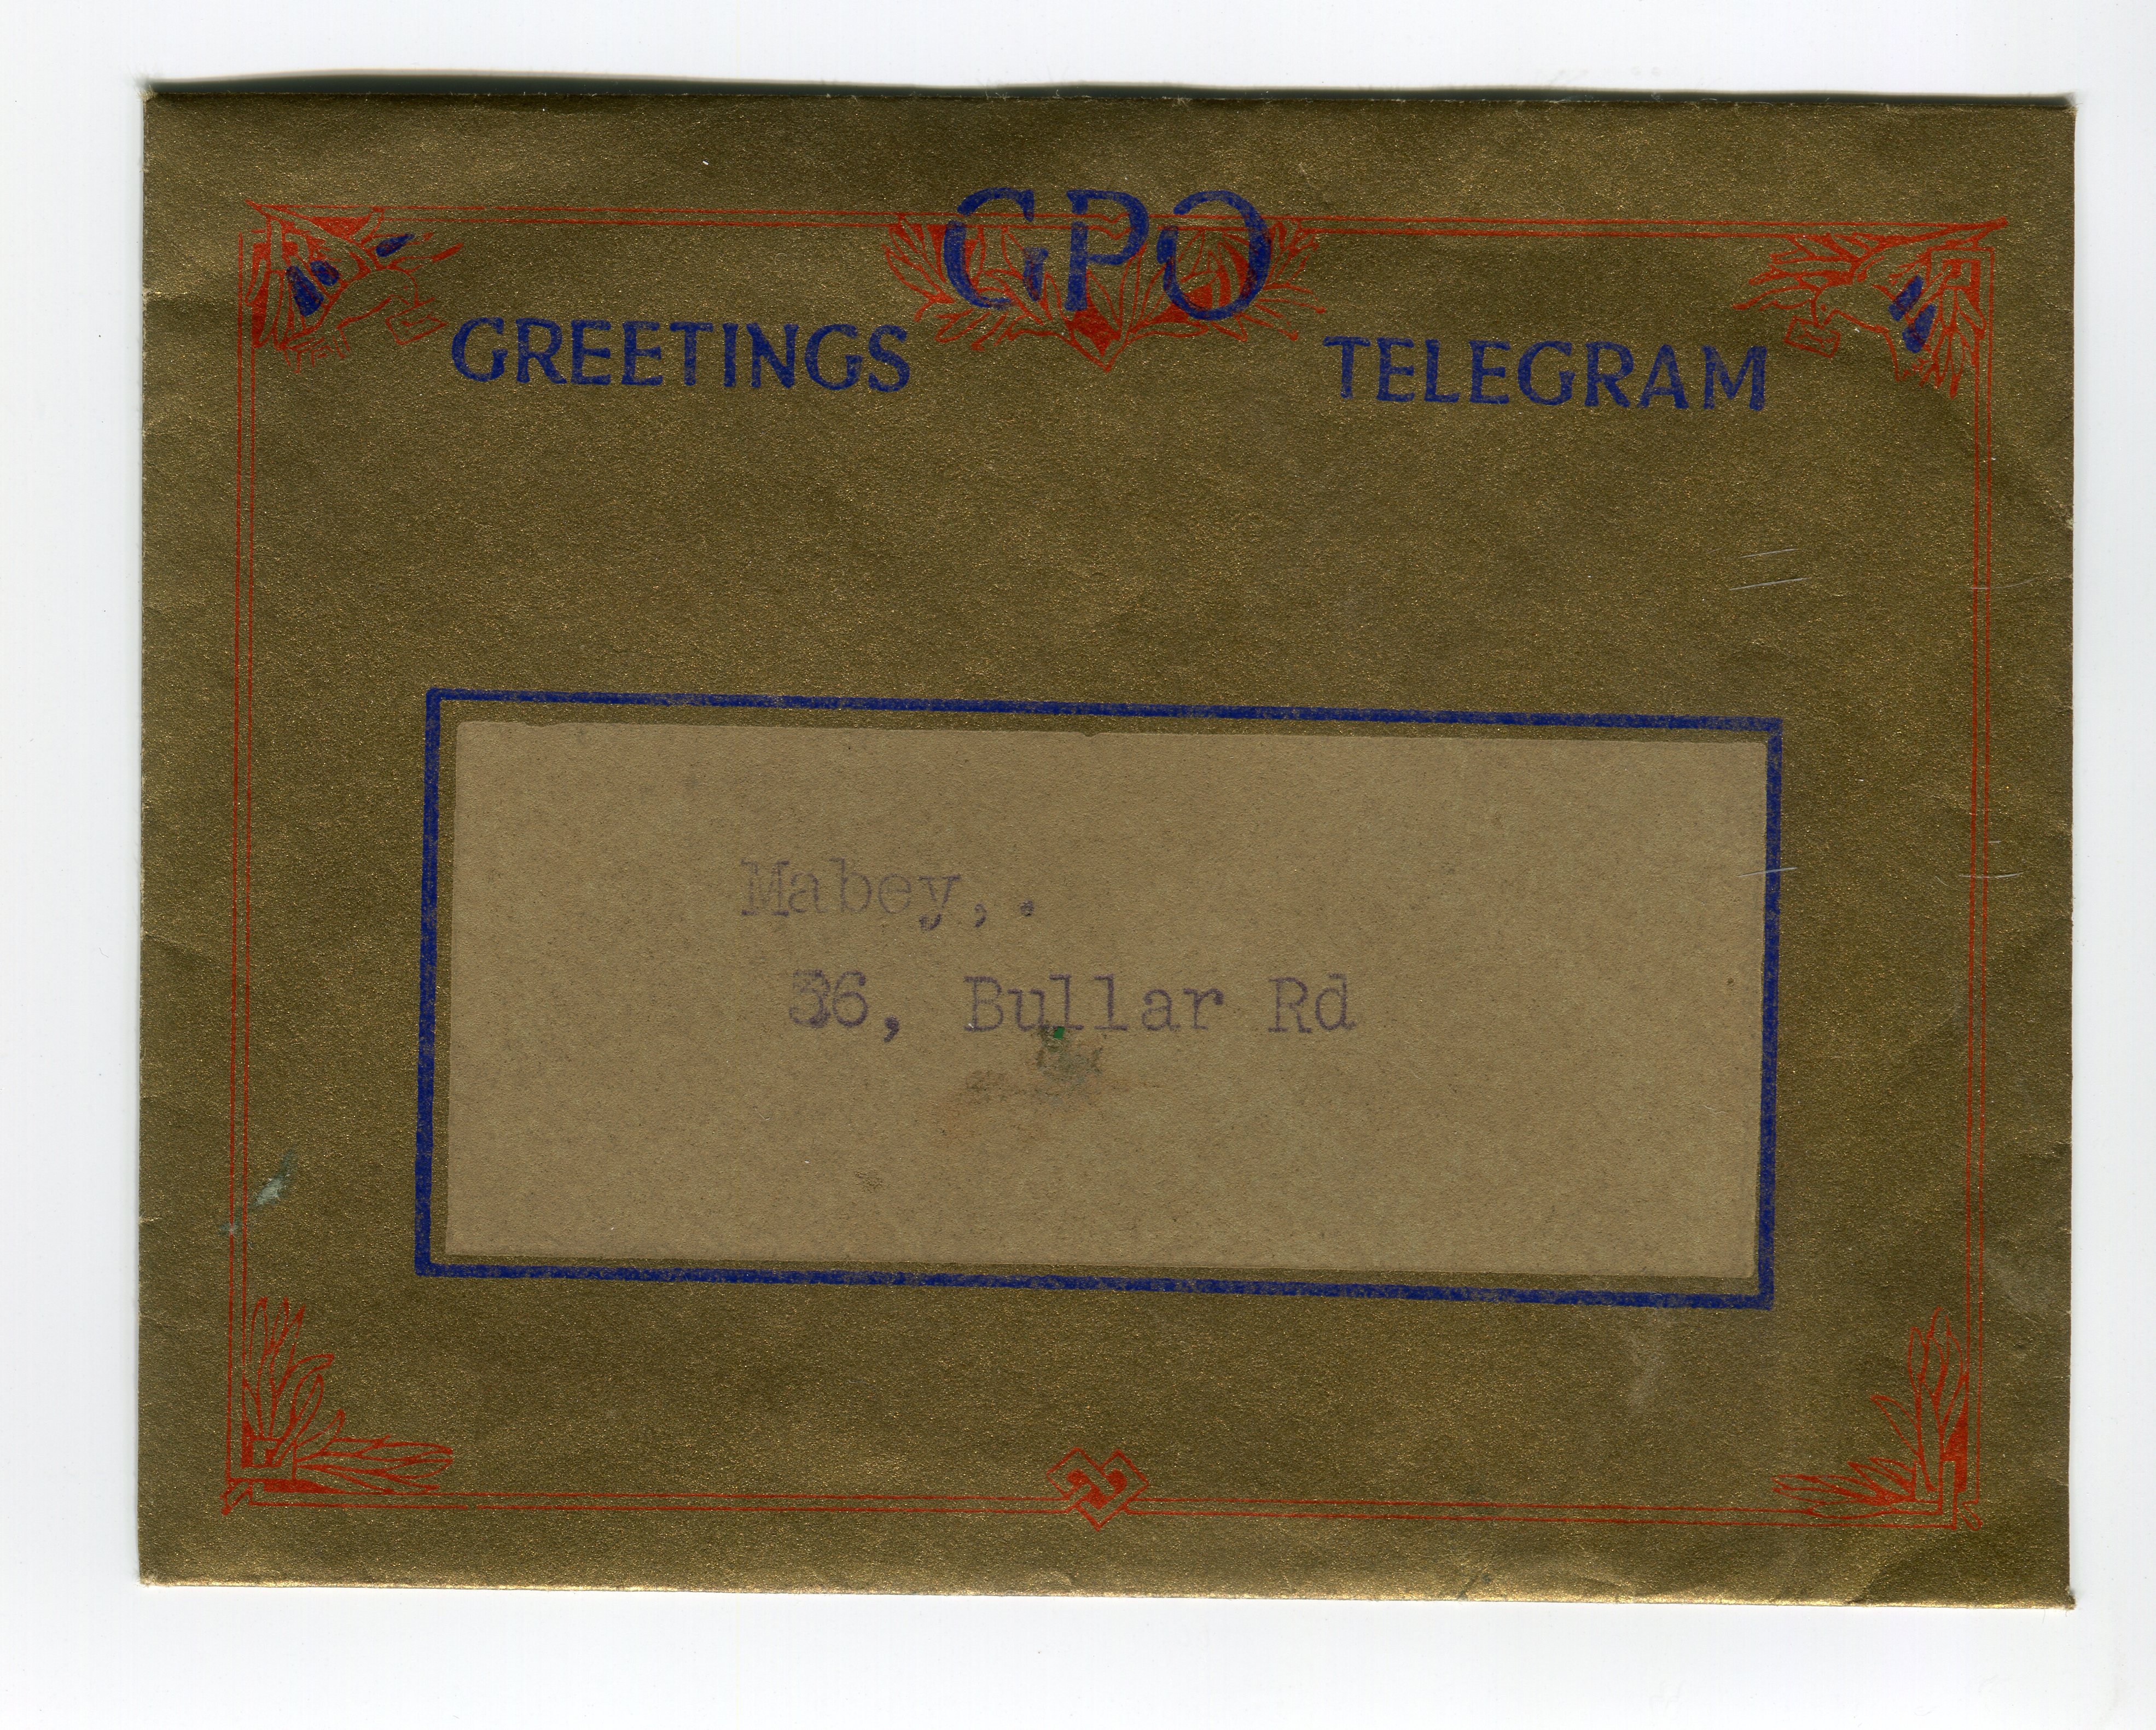 GPO
GREETINGS TELEGRAM
Mabey,.
36, Bullar Rd